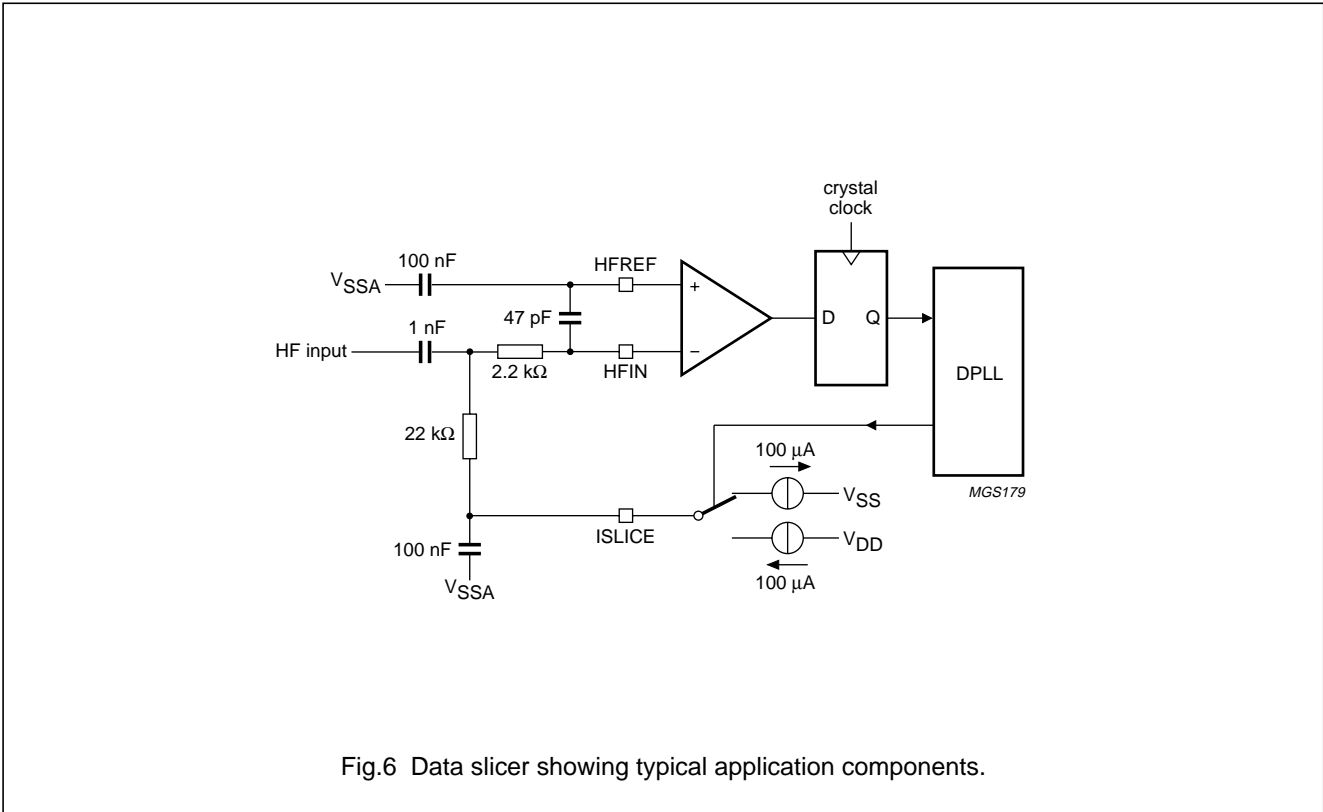 crystal
clock
100 nF
HFREF
VSSA
+
47 pF
D Q
1 nF
HF input
−
2.2 kΩ
HFIN
DPLL
22 kΩ
100 μA
VSS
MGS179
ISLICE
VDD
100 nF
100 μA
VSSA
Fig.6 Data slicer showing typical application components.